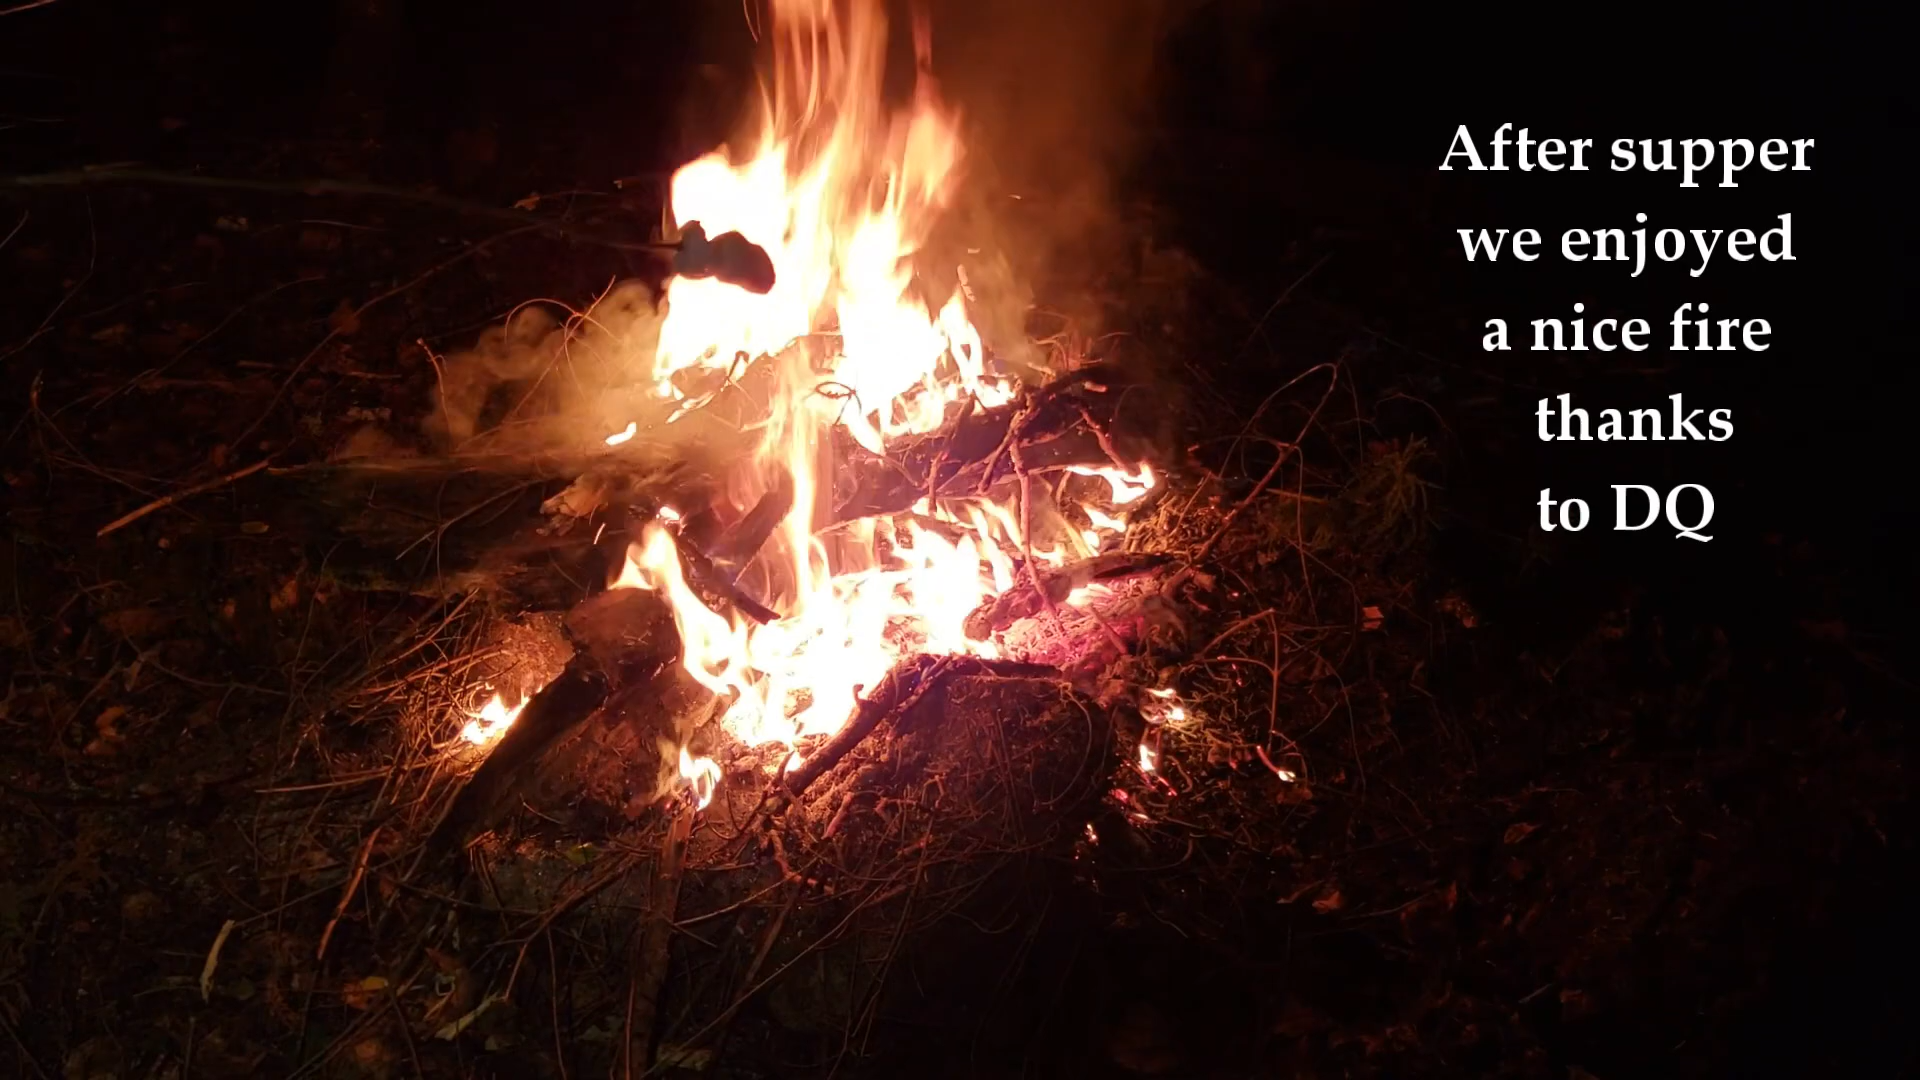 After supper
we enjoyed
a nice fire
thanks
to DQ